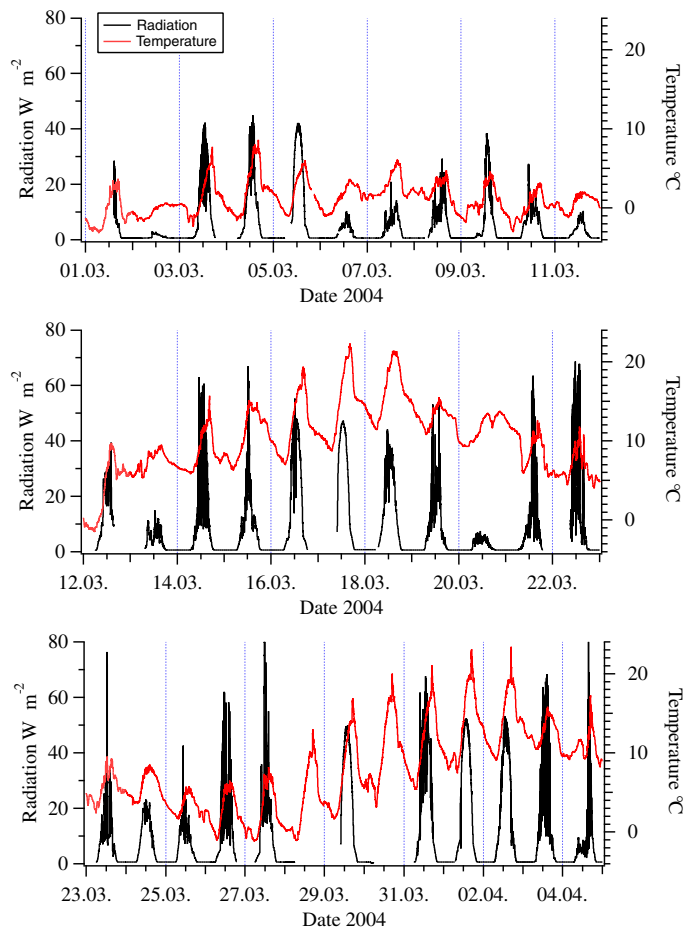 Radiation
Temperature
80
60
40
20
0
Radiation W m-2
20
10
0
Temperature °C
01.03. 03.03. 05.03. 07.03. 09.03. 11.03.
Date 2004
80
60
40
20
0
Radiation W m-2
20
10
0
Temperature °C
12.03. 14.03. 16.03. 18.03. 20.03. 22.03.
Date 2004
80
60
40
20
0
Radiation W m-2
20
10
0
Temperature °C
23.03. 25.03. 27.03. 29.03. 31.03. 02.04. 04.04.
Date 2004